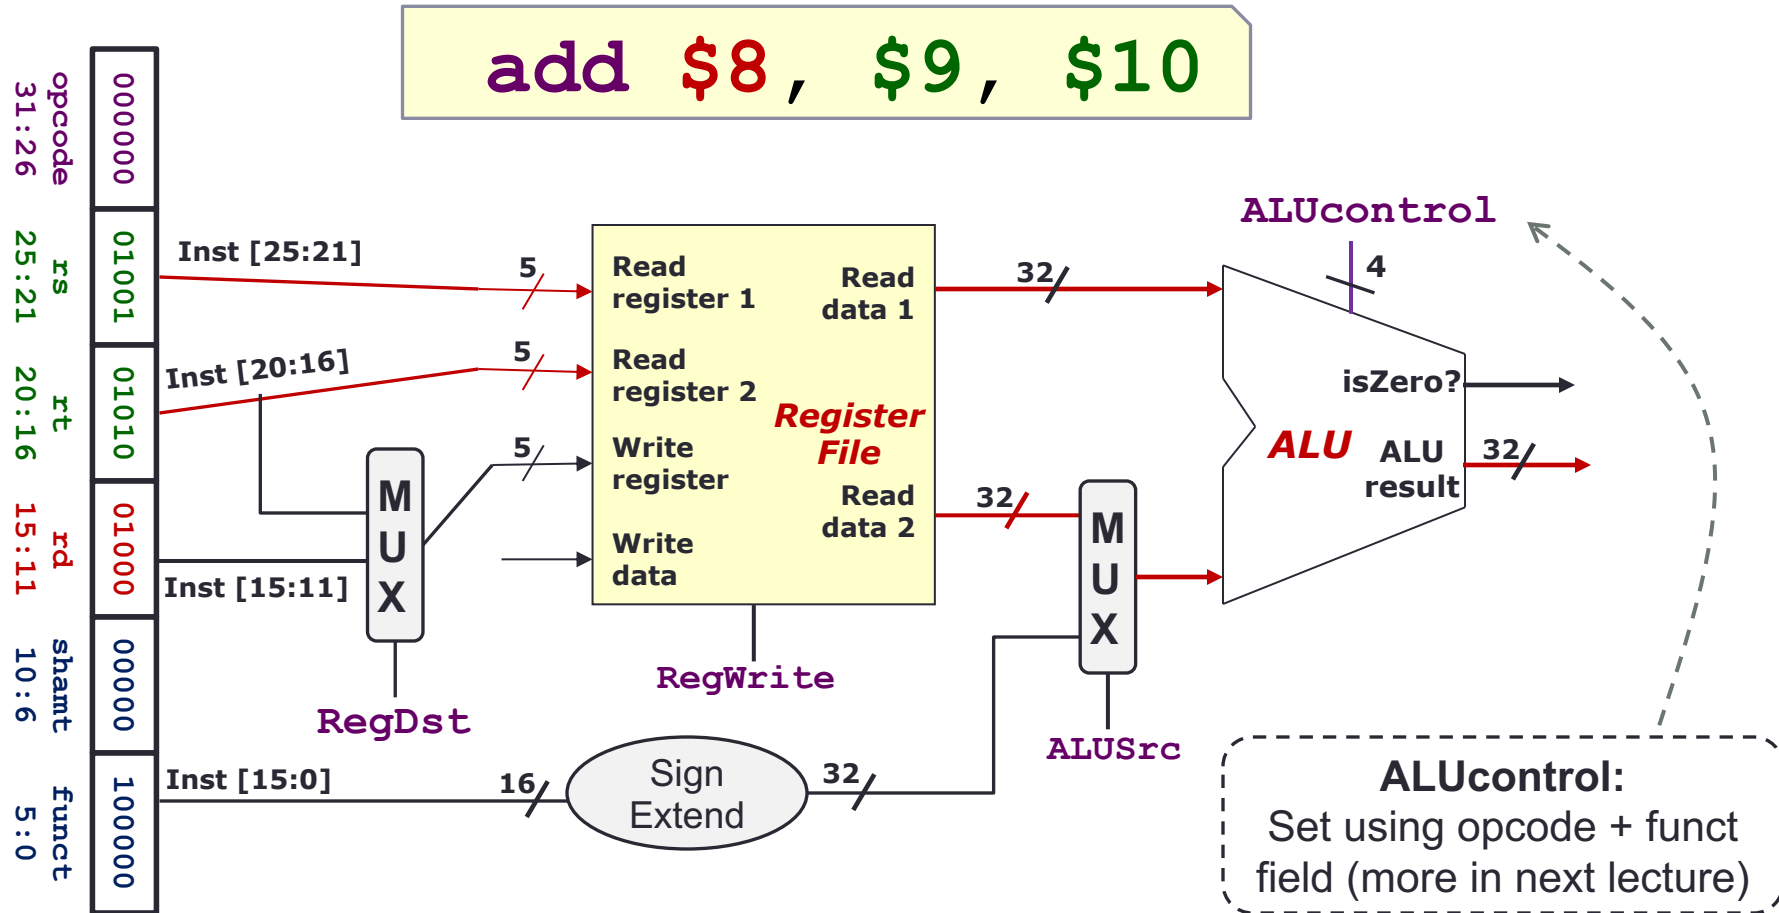 add $8, $9, $10
opcode
31:26
000000
rs
25:21
01001
rt
20:16
01010
rd
15:11
01000
shamt
10:6
00000
funct
5:0
100000
Inst [25:21]
5
Inst [20:16]
5
5
Inst [15:11]
MUX
RegDst
Read
register 1
Read
register 2
Write
register
Write
data
Read
data 1
Register
File
Read
data 2
RegWrite
32
32
Inst [15:0]
16
Sign
Extend
32
MUX
ALUSrc
ALUcontrol
4
isZero?
ALU
ALU
result
32
ALUcontrol:
Set using opcode + funct
field (more in next lecture)